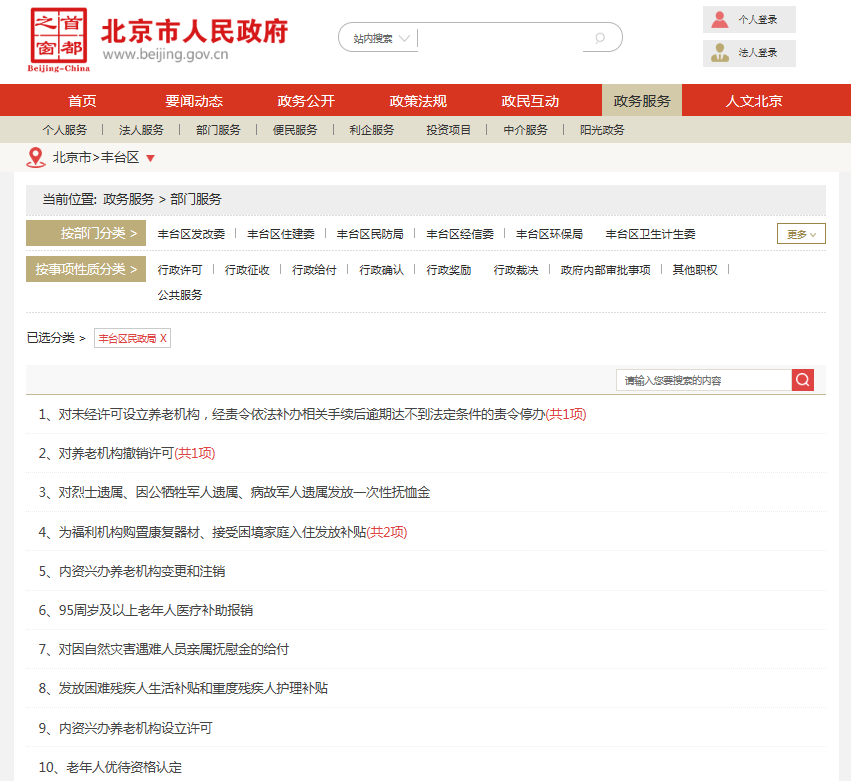 首都之窗
Beijing-China
北京市人民政府
www.beijing.gov.cn
站内搜索
个人登录
法人登录
首页 要闻动态 政务公开 政策法规 政民互动 政务服务 人文北京
个人服务 | 法人服务 | 部门服务 | 便民服务 | 利企服务 投资项目 | 中介服务 | 阳光政务
北京市>丰台区
当前位置: 政务服务 > 部门服务
按部门分类 > 丰台区发改委 | 丰台区住建委 | 丰台区民防局 | 丰台区经信委 | 丰台区环保局 丰台区卫生计生委 更多
按事项性质分类 > 行政许可 | 行政征收 | 行政给付 | 行政确认 | 行政奖励 行政裁决 | 政府内部审批事项 | 其他职权 |
公共服务
已选分类 > 丰台区民政局 X
请输入您要搜索的内容
1、对未经许可设立养老机构，经责令依法补办相关手续后逾期达不到法定条件的责令停办(共1项)
2、对养老机构撤销许可(共1项)
3、对烈士遗属、因公牺牲军人遗属、病故军人遗属发放一次性抚恤金
4、为福利机构购置康复器材、接受困境家庭入住发放补贴(共2项)
5、内资兴办养老机构变更和注销
6、95周岁及以上老年人医疗补助报销
7、对因自然灾害遇难人员亲属抚慰金的给付
8、发放困难残疾人生活补贴和重度残疾人护理补贴
9、内资兴办养老机构设立许可
10、老年人优待资格认定